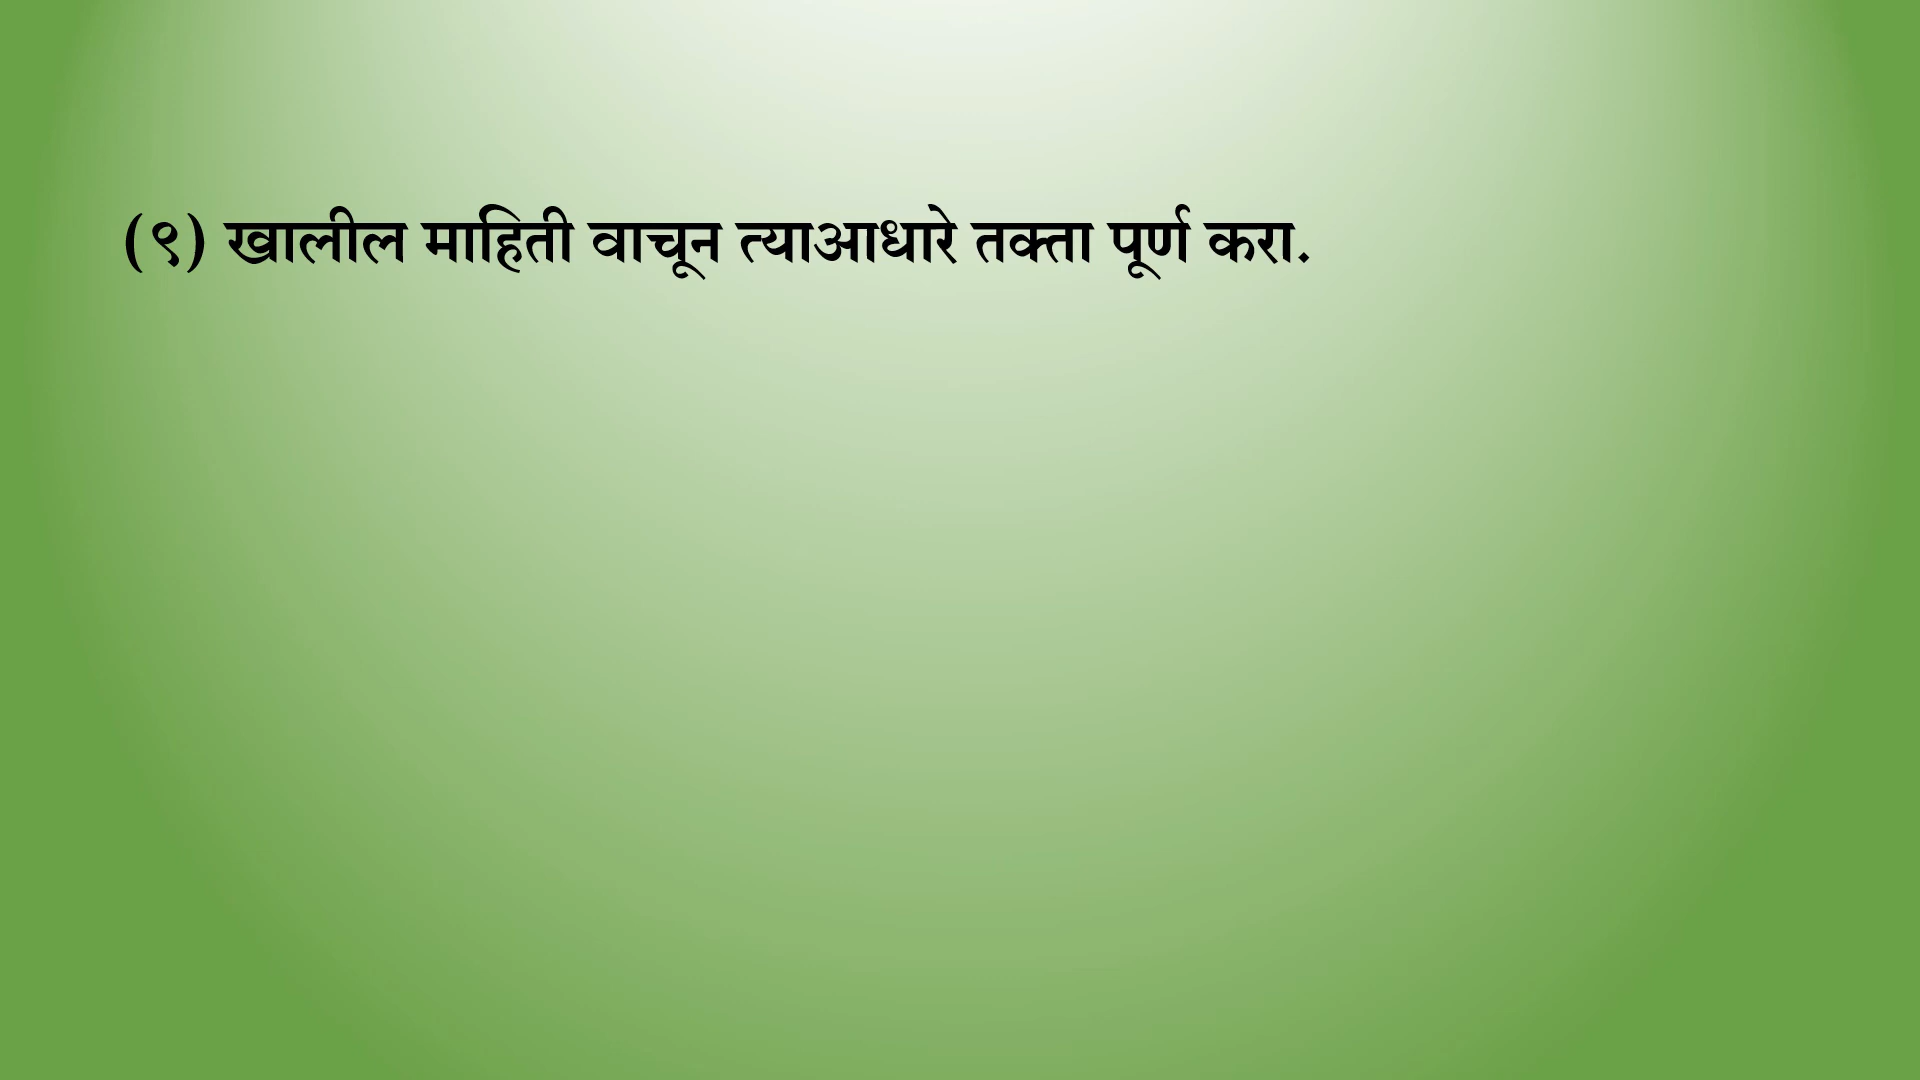 (९) खालील माहिती वाचून त्याआधारे तक्ता पूर्ण करा.